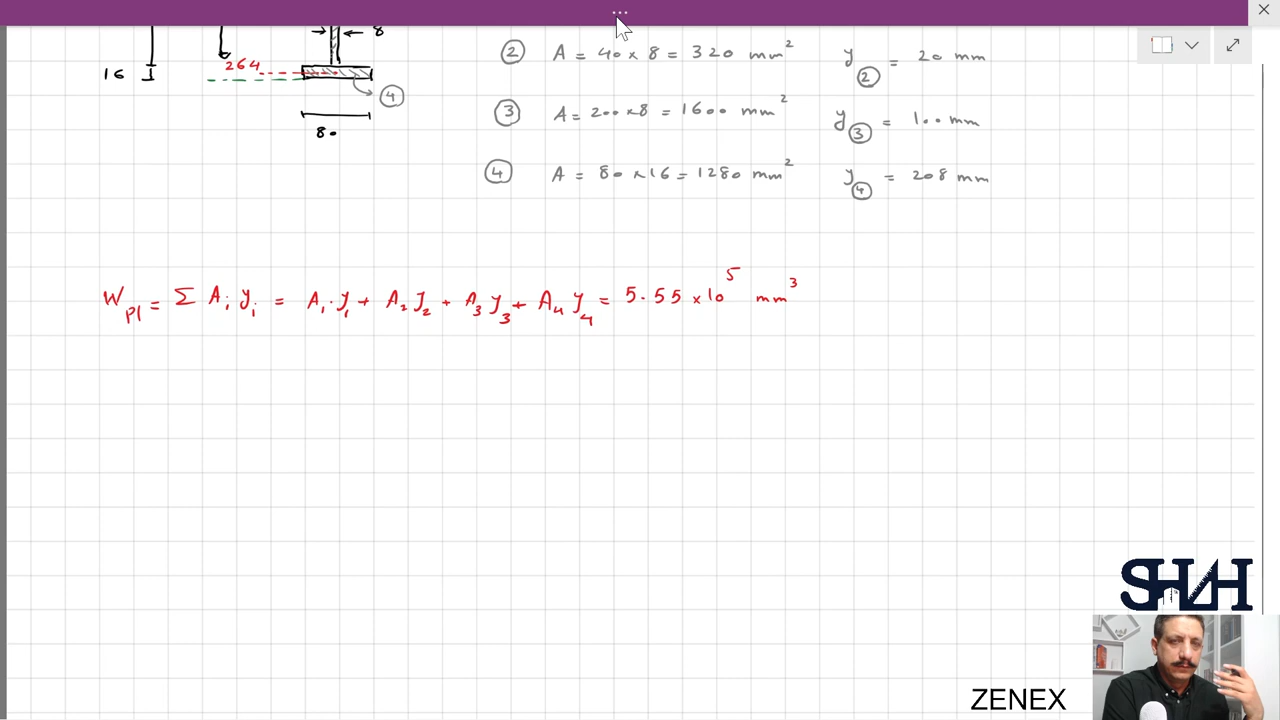 8
② A = 40 × 8 = 320 mm² y② = 20 mm
16 264
④
③ A = 200 × 8 = 1600 mm² y③ = 100 mm
80
④ A = 80 × 16 = 1280 mm² y④ = 208 mm
Wpl = Σ Ai yi = A1 · y1 + A2 y2 + A3 y3 + A4 y4 = 5.55 × 10⁵ mm³
SHLH
ZENEX